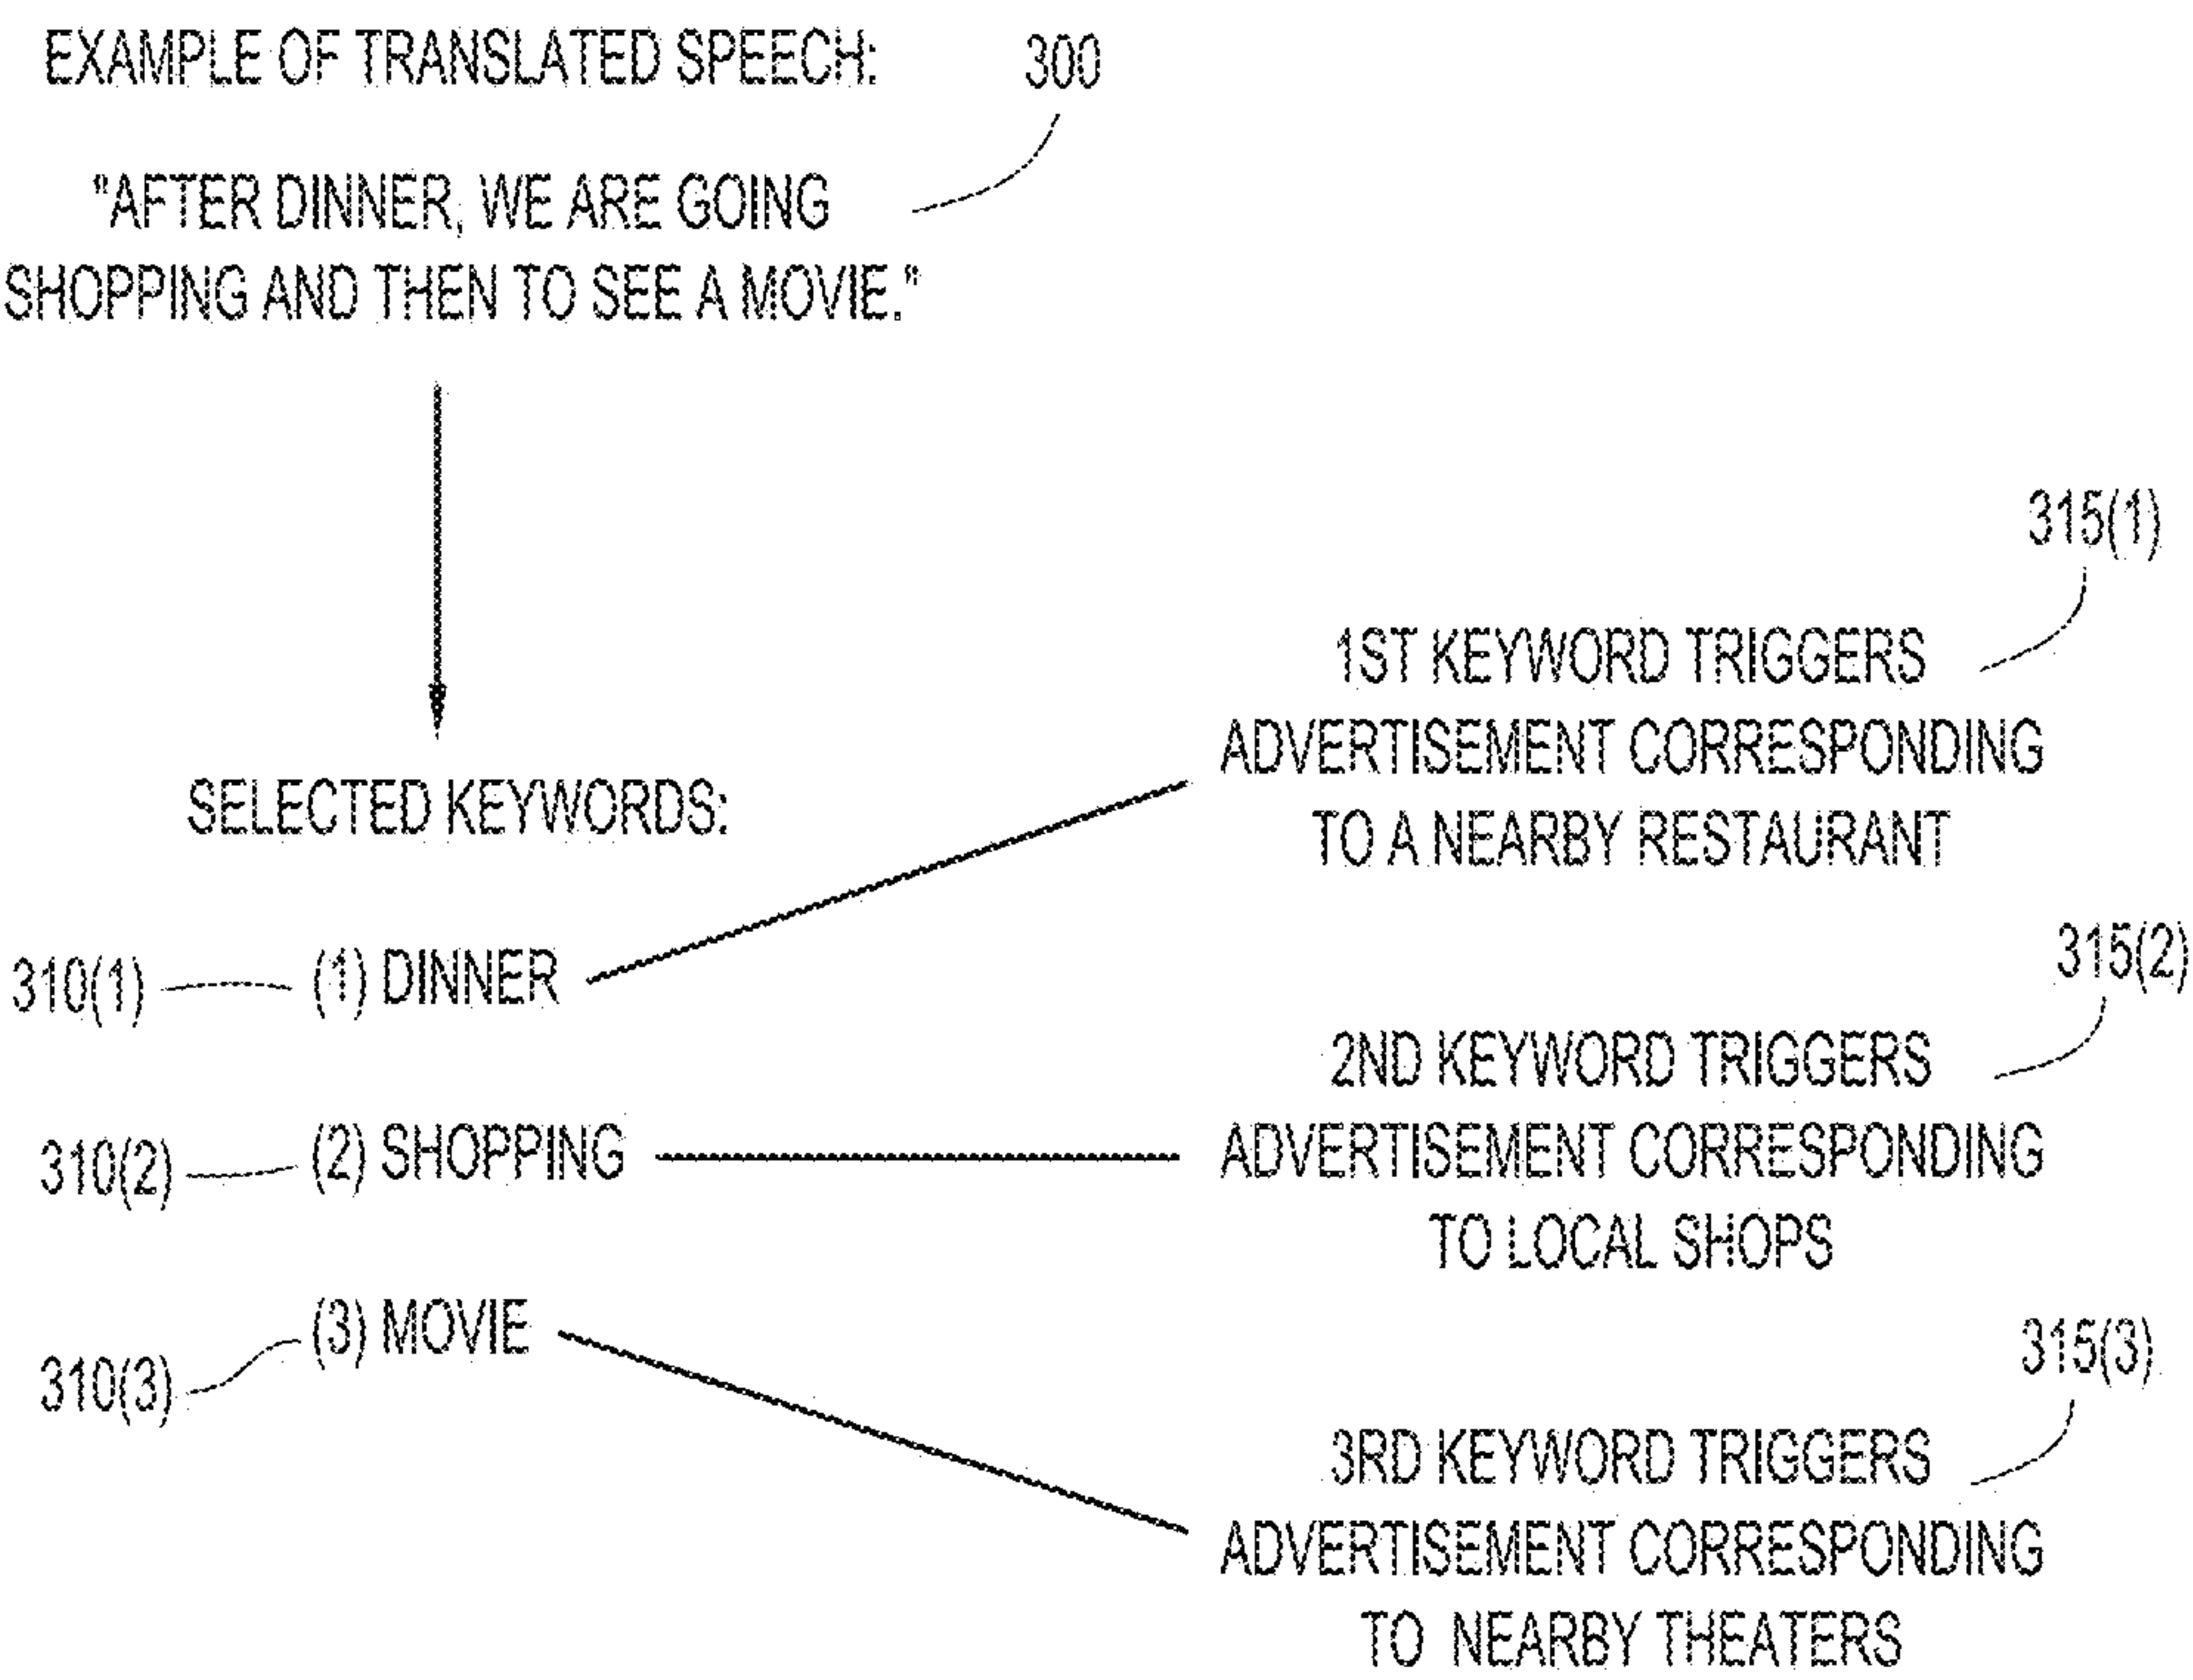 EXAMPLE OF TRANSLATED SPEECH:
300
"AFTER DINNER, WE ARE GOING
SHOPPING AND THEN TO SEE A MOVIE."
SELECTED KEYWORDS:
310(1)
(1) DINNER
310(2)
(2) SHOPPING
310(3)
(3) MOVIE
315(1)
1ST KEYWORD TRIGGERS
ADVERTISEMENT CORRESPONDING
TO A NEARBY RESTAURANT
315(2)
2ND KEYWORD TRIGGERS
ADVERTISEMENT CORRESPONDING
TO LOCAL SHOPS
315(3)
3RD KEYWORD TRIGGERS
ADVERTISEMENT CORRESPONDING
TO NEARBY THEATERS